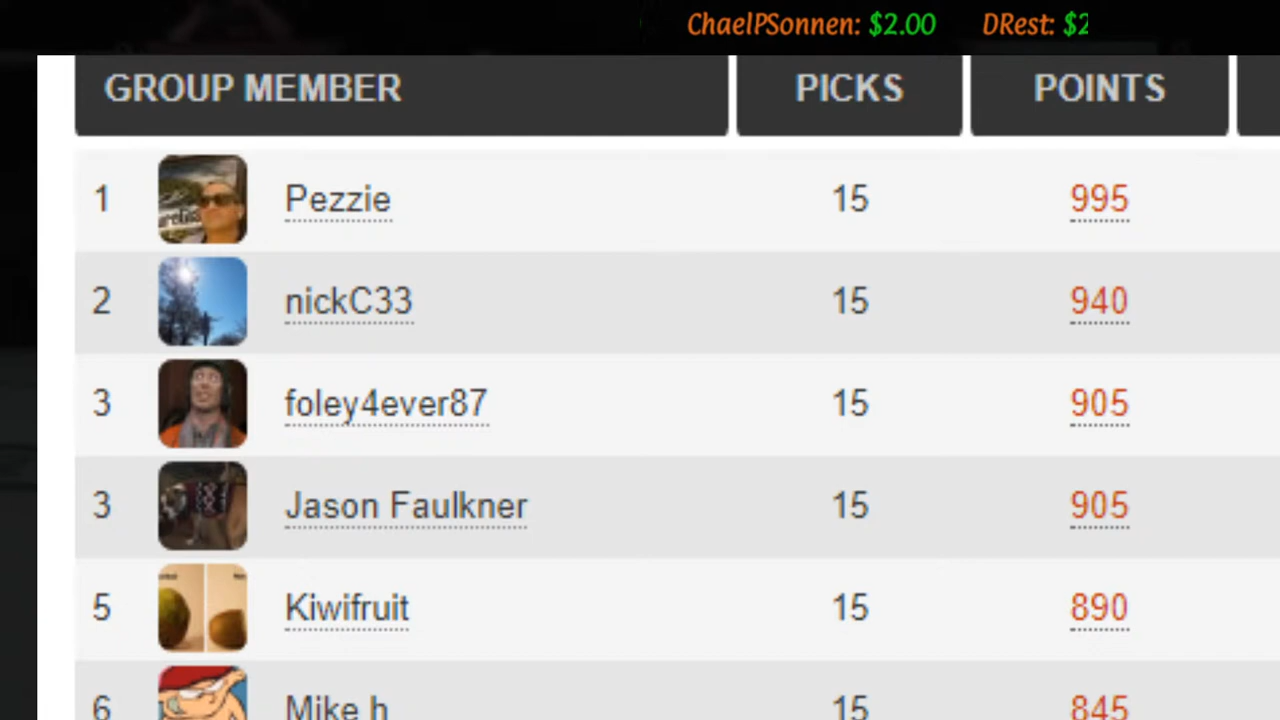 ChaelPSonnen: $2.00 DRest: $2
GROUP MEMBER PICKS POINTS
1 Pezzie 15 995
2 nickC33 15 940
3 foley4ever87 15 905
3 Jason Faulkner 15 905
5 Kiwifruit 15 890
6 Mike h 15 845